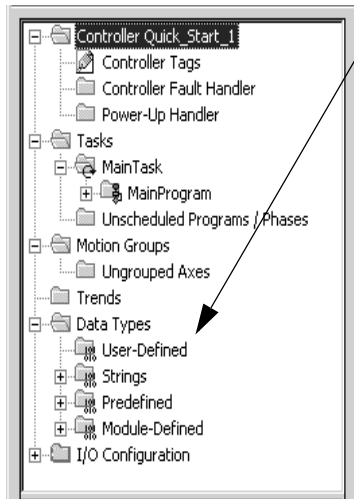 Controller Quick_Start_1
Controller Tags
Controller Fault Handler
Power-Up Handler
Tasks
MainTask
MainProgram
Unscheduled Programs / Phases
Motion Groups
Ungrouped Axes
Trends
Data Types
User-Defined
Strings
Predefined
Module-Defined
I/O Configuration